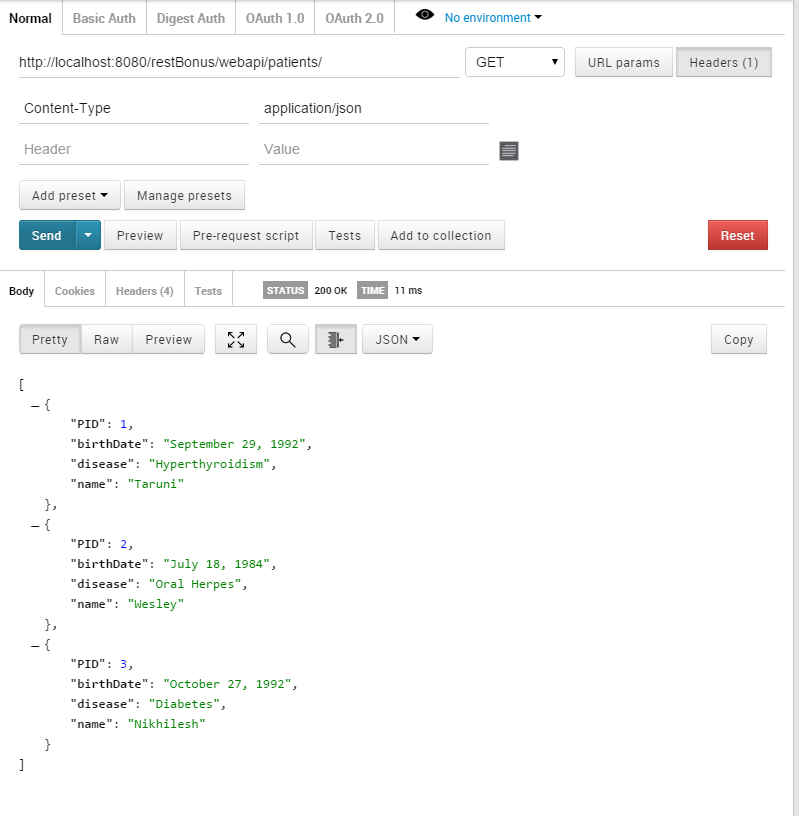 Normal Basic Auth Digest Auth OAuth 1.0 OAuth 2.0 No environment
http://localhost:8080/restBonus/webapi/patients/ GET URL params Headers (1)
Content-Type application/json
Header Value
Add preset Manage presets
Send Preview Pre-request script Tests Add to collection Reset
Body Cookies Headers (4) Tests STATUS 200 OK TIME 11 ms
Pretty Raw Preview JSON Copy
[
– {
"PID": 1,
"birthDate": "September 29, 1992",
"disease": "Hyperthyroidism",
"name": "Taruni"
},
– {
"PID": 2,
"birthDate": "July 18, 1984",
"disease": "Oral Herpes",
"name": "Wesley"
},
– {
"PID": 3,
"birthDate": "October 27, 1992",
"disease": "Diabetes",
"name": "Nikhilesh"
}
]